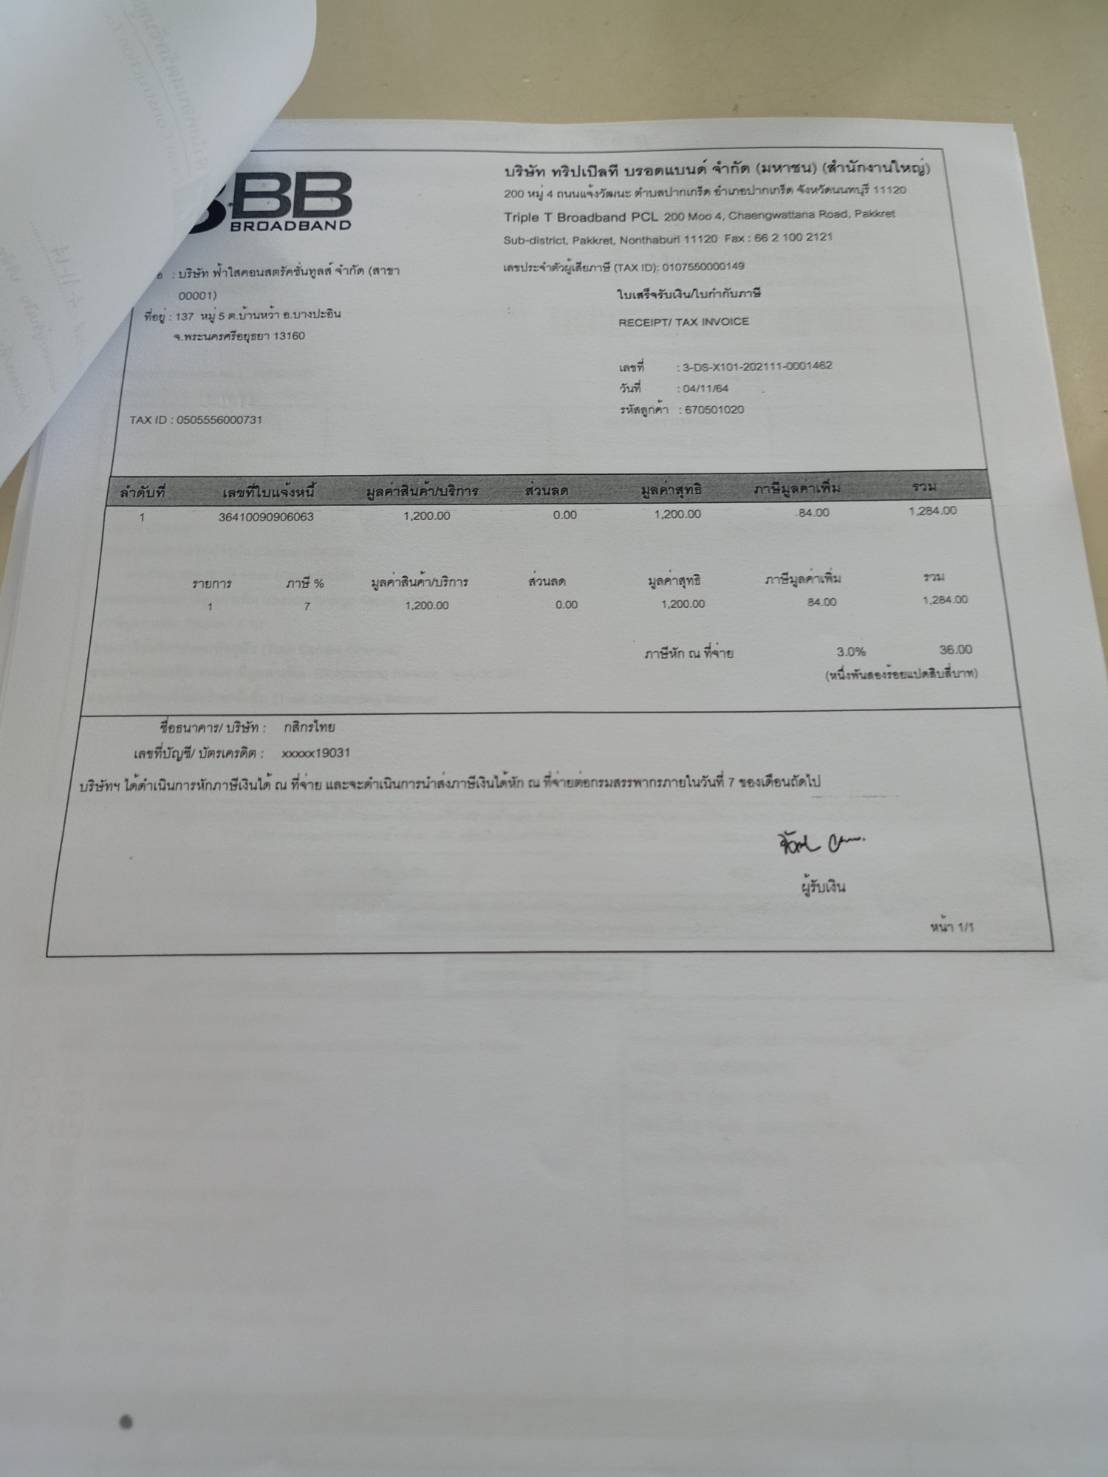 BB
BROADBAND
บริษัท ทริปเปิลที บรอดแบนด์ จำกัด (มหาชน) (สำนักงานใหญ่)
200 หมู่ 4 ถนนแจ้งวัฒนะ ตำบลปากเกร็ด อำเภอปากเกร็ด จังหวัดนนทบุรี 11120
Triple T Broadband PCL 200 Moo 4, Chaengwattana Road, Pakkret
Sub-district, Pakkret, Nonthaburi 11120 Fax : 66 2 100 2121
เลขประจำตัวผู้เสียภาษี (TAX ID): 0107550000149
: บริษัท ฟ้าใสคอนสตรัคชั่นทูลส์ จำกัด (สาขา
00001)
ที่อยู่ : 137 หมู่ 5 ต.บ้านหว้า อ.บางปะอิน
จ.พระนครศรีอยุธยา 13160
TAX ID : 0505556000731
ใบเสร็จรับเงิน/ใบกำกับภาษี
RECEIPT/ TAX INVOICE
เลขที่ : 3-DS-X101-202111-0001462
วันที่ : 04/11/64
รหัสลูกค้า : 670501020
ลำดับที่ เลขที่ใบแจ้งหนี้ มูลค่าสินค้า/บริการ ส่วนลด มูลค่าสุทธิ ภาษีมูลค่าเพิ่ม รวม
1 36410090906063 1,200.00 0.00 1,200.00 84.00 1,284.00
รายการ ภาษี % มูลค่าสินค้า/บริการ ส่วนลด มูลค่าสุทธิ ภาษีมูลค่าเพิ่ม รวม
1 7 1,200.00 0.00 1,200.00 84.00 1,284.00
ภาษีหัก ณ ที่จ่าย 3.0% 36.00
(หนึ่งพันสองร้อยแปดสิบสี่บาท)
ชื่อธนาคาร/ บริษัท : กสิกรไทย
เลขที่บัญชี/ บัตรเครดิต : xxxxx19031
บริษัทฯ ได้ดำเนินการหักภาษีเงินได้ ณ ที่จ่าย และจะดำเนินการนำส่งภาษีเงินได้หัก ณ ที่จ่ายต่อกรมสรรพากรภายในวันที่ 7 ของเดือนถัดไป
ผู้รับเงิน
หน้า 1/1